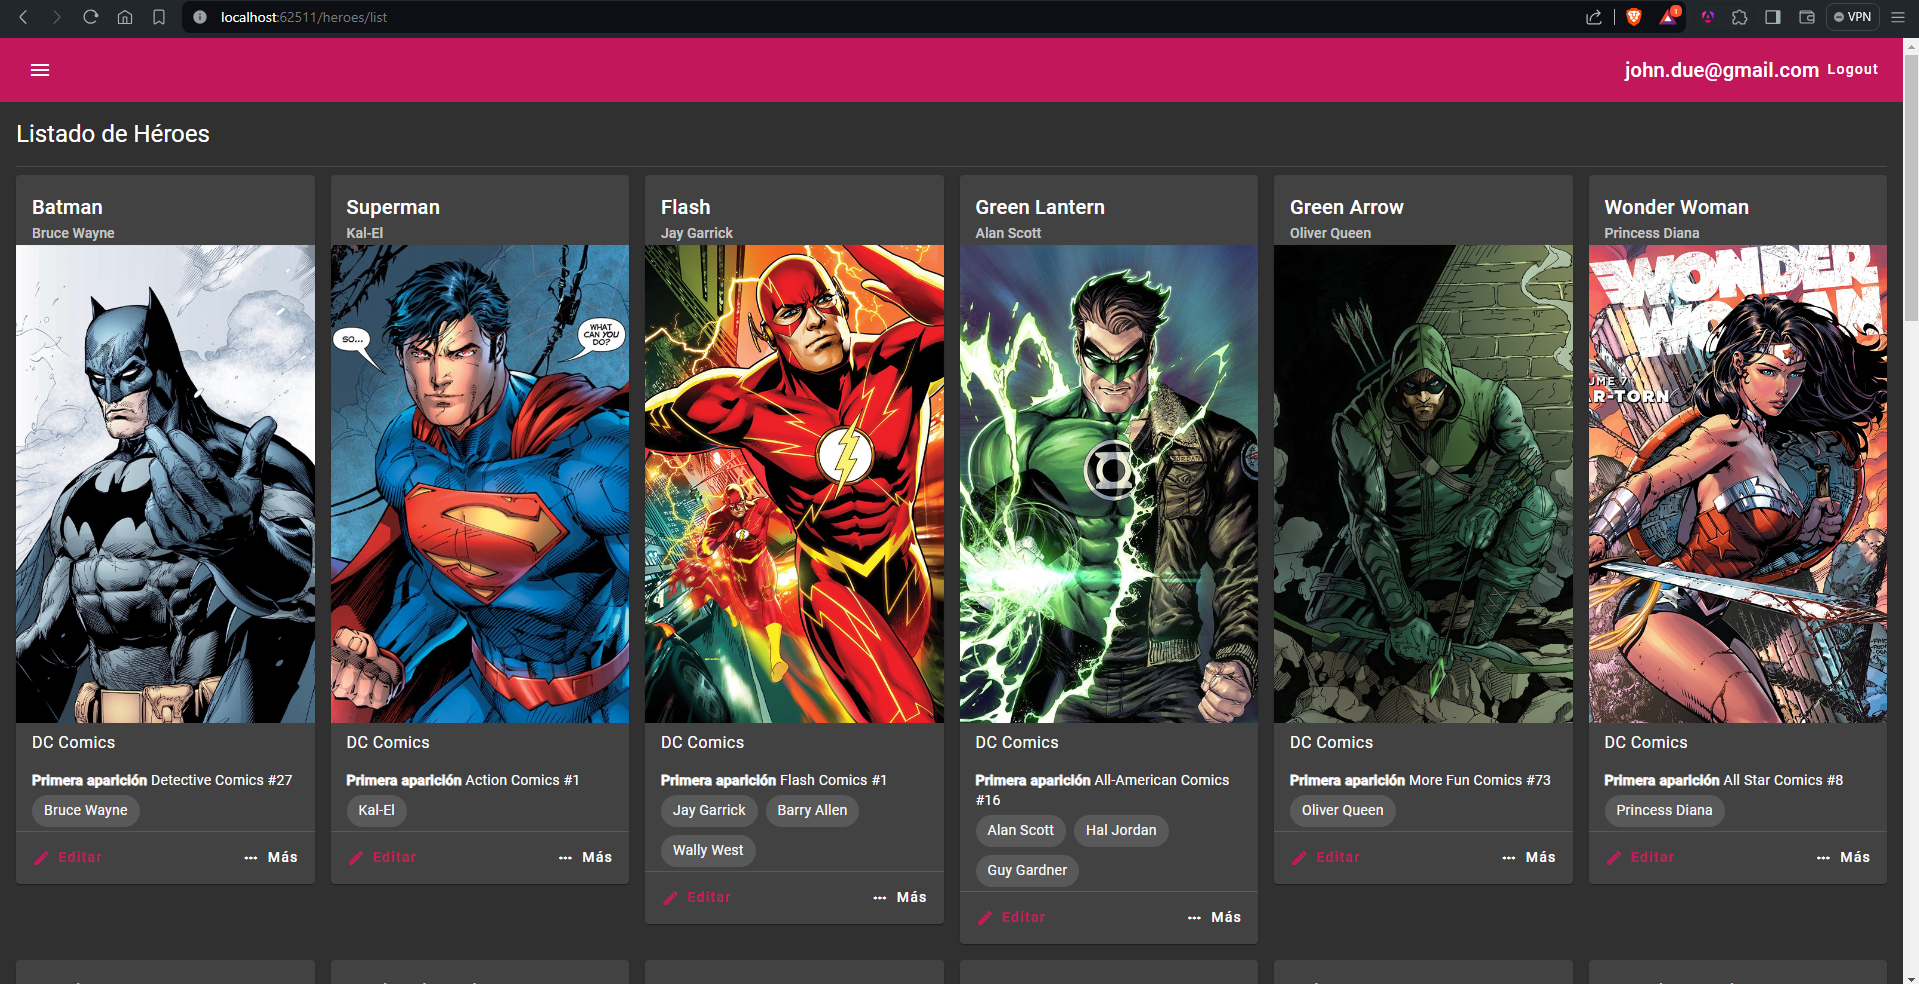 localhost:62511/heroes/list
1
VPN
john.due@gmail.com Logout
Listado de Héroes
Batman
Bruce Wayne
DC Comics
Primera aparición Detective Comics #27
Bruce Wayne
Editar
Más
Superman
Kal-El
SO...
WHAT
CAN YOU
DO?
DC Comics
Primera aparición Action Comics #1
Kal-El
Editar
Más
Flash
Jay Garrick
DC Comics
Primera aparición Flash Comics #1
Jay Garrick Barry Allen
Wally West
Editar
Más
Green Lantern
Alan Scott
JORDAN
DC Comics
Primera aparición All-American Comics
#16
Alan Scott Hal Jordan
Guy Gardner
Editar
Más
Green Arrow
Oliver Queen
DC Comics
Primera aparición More Fun Comics #73
Oliver Queen
Editar
Más
Wonder Woman
Princess Diana
WONDER
WOMAN
UME 7
AR-TORN
DC Comics
Primera aparición All Star Comics #8
Princess Diana
Editar
Más